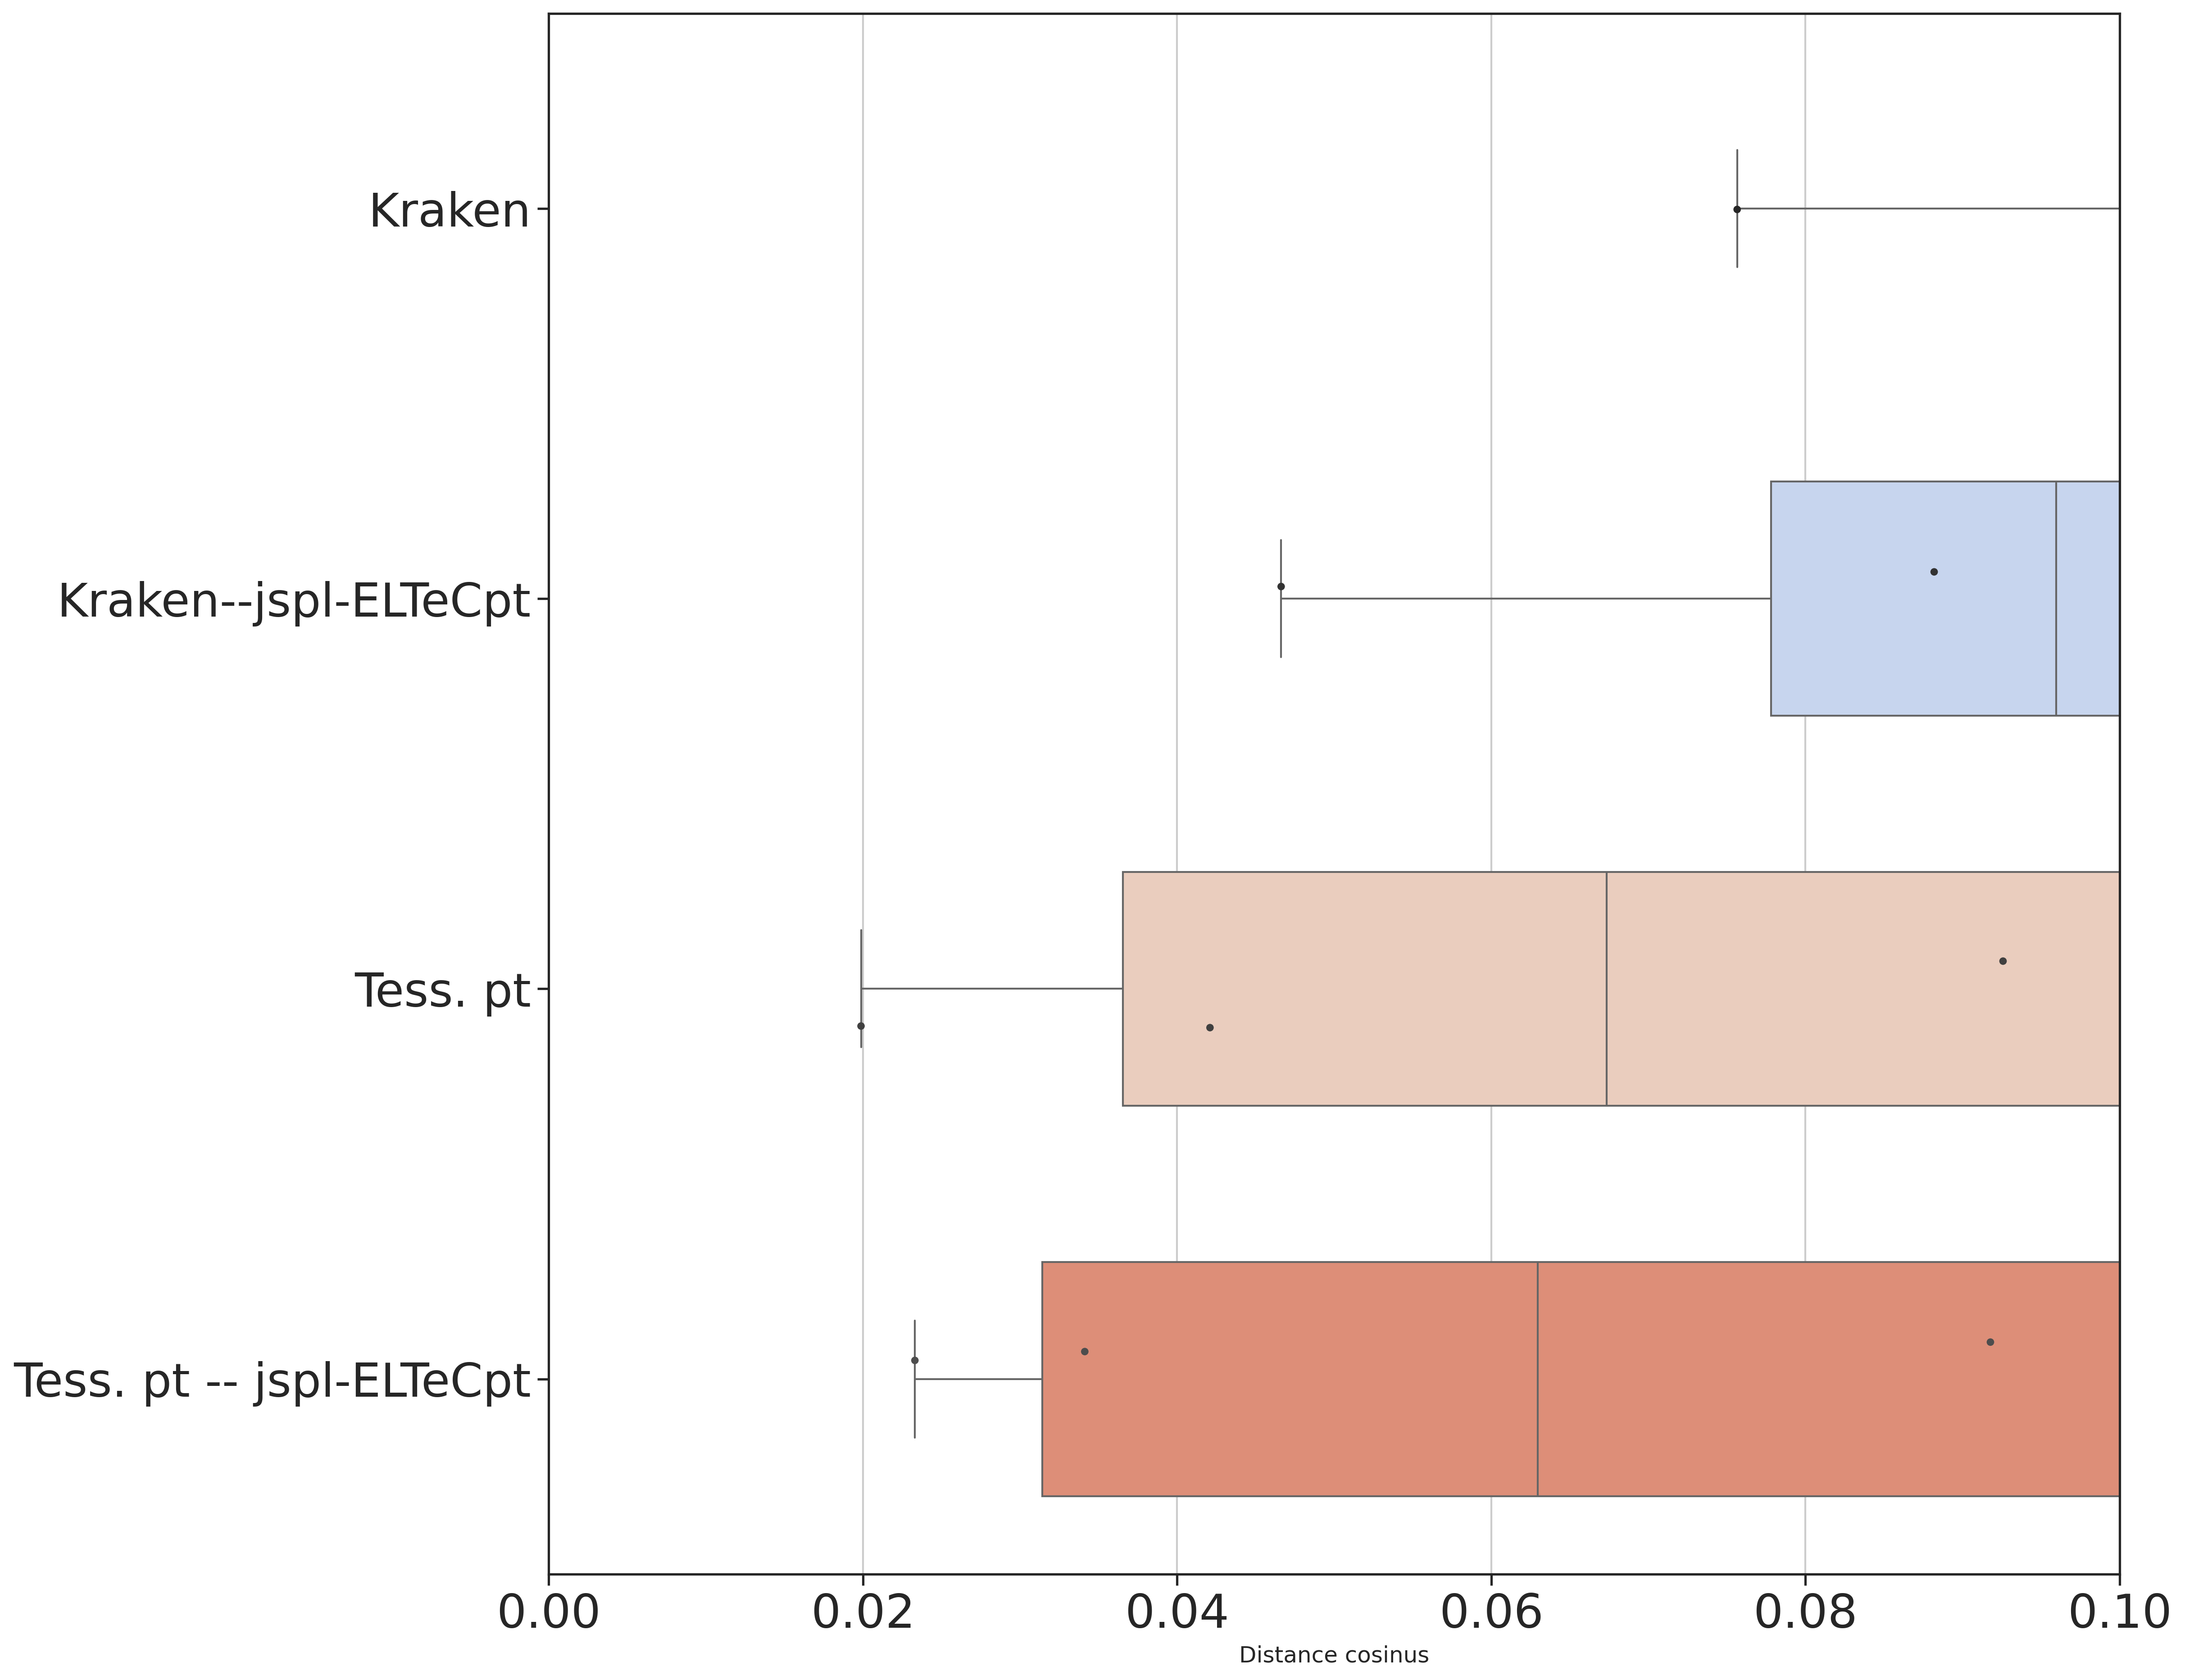 Kraken
Kraken--jspl-ELTeCpt
Tess. pt
Tess. pt -- jspl-ELTeCpt
0.00 0.02 0.04 0.06 0.08 0.10
Distance cosinus